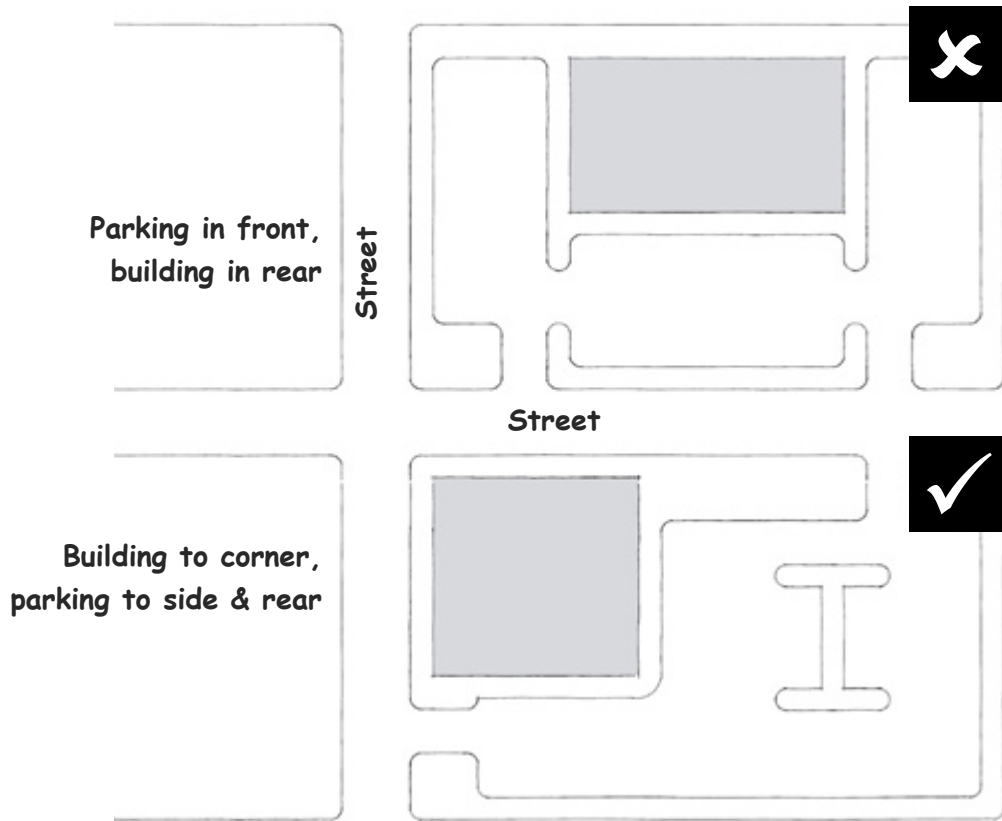 Parking in front,
building in rear
Street
Street
Building to corner,
parking to side & rear